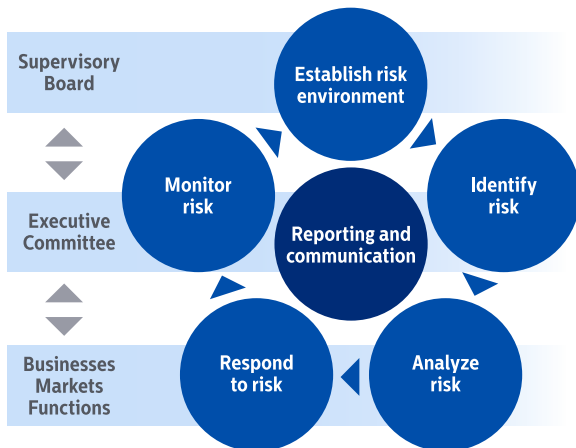 Supervisory
Board
Establish risk
environment
Monitor
risk
Identify
risk
Executive
Committee
Reporting and
communication
Businesses
Markets
Functions
Respond
to risk
Analyze
risk